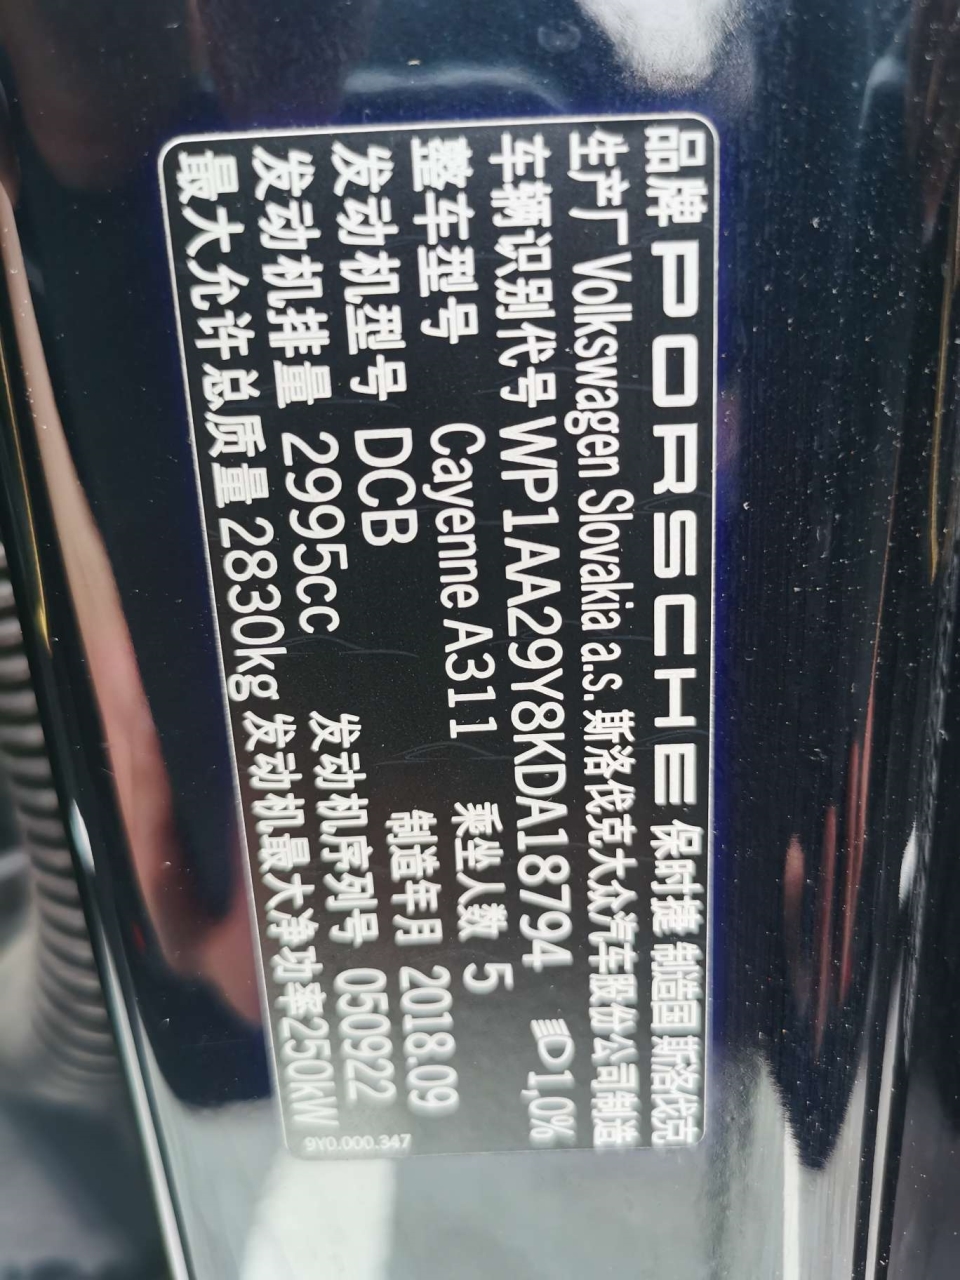 品牌 PORSCHE 保时捷 制造国 斯洛伐克
生产厂 Volkswagen Slovakia a.s. 斯洛伐克大众汽车股份公司制造
车辆识别代号 WP1AA29Y8KDA18794 1,0%
整车型号 Cayenne A311 乘坐人数 5
发动机型号 DCB 制造年月 2018.09
发动机排量 2995cc 发动机序列号 050922
最大允许总质量 2830kg 发动机最大净功率250kW
9Y0.000.347